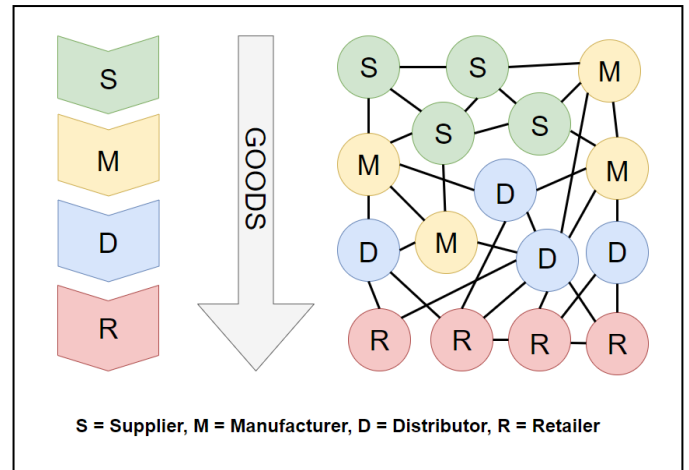 S
M
D
R
GOODS
S
S
M
S
S
M
D
M
D
M
D
D
R
R
R
R
S = Supplier, M = Manufacturer, D = Distributor, R = Retailer